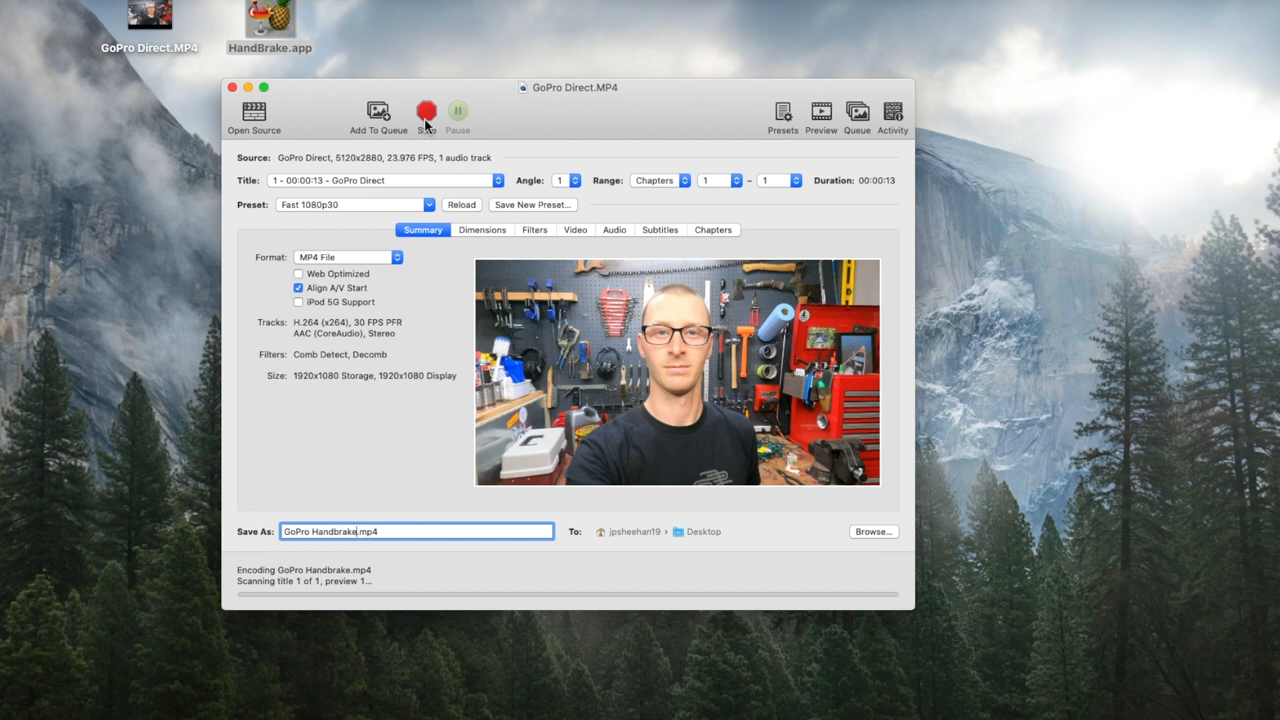 GoPro Direct.MP4 HandBrake.app
GoPro Direct.MP4
Open Source Add To Queue Pause Presets Preview Queue Activity
Source: GoPro Direct, 5120x2880, 23.976 FPS, 1 audio track
Title: 1 - 00:00:13 - GoPro Direct Angle: 1 Range: Chapters 1 – 1 Duration: 00:00:13
Preset: Fast 1080p30 Reload Save New Preset...
Summary Dimensions Filters Video Audio Subtitles Chapters
Format: MP4 File
Web Optimized
Align A/V Start
iPod 5G Support
Tracks: H.264 (x264), 30 FPS PFR
AAC (CoreAudio), Stereo
Filters: Comb Detect, Decomb
Size: 1920x1080 Storage, 1920x1080 Display
Save As: GoPro Handbrake.mp4 To: jpsheehan19 › Desktop Browse...
Encoding GoPro Handbrake.mp4
Scanning title 1 of 1, preview 1...